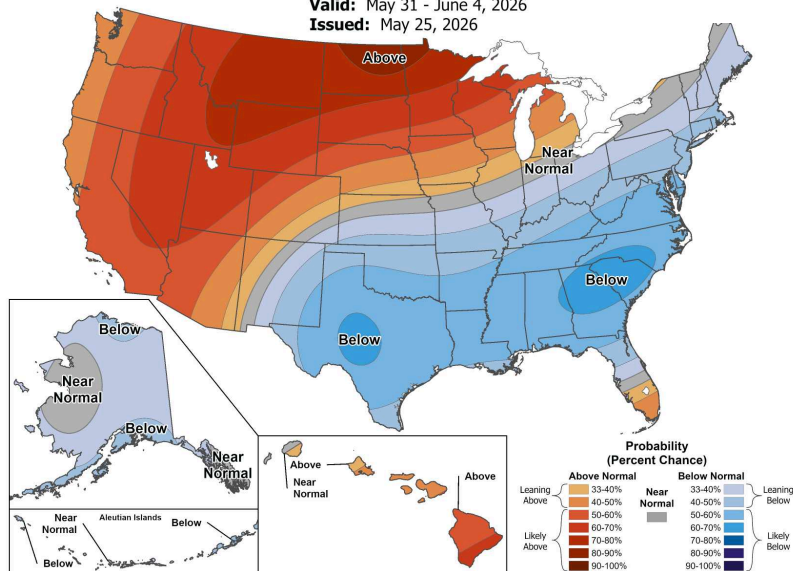 Valid: May 31 - June 4, 2026
Issued: May 25, 2026
Above
Near
Normal
Below
Below
Below
Near
Normal
Below
Near
Normal
Above
Near
Normal
Above
Near
Normal
Aleutian Islands
Below
Below
Probability
(Percent Chance)
Above Normal
Near
Normal
Below Normal
Leaning
Above
33-40%
40-50%
Likely
Above
50-60%
60-70%
70-80%
80-90%
90-100%
33-40%
40-50%
Leaning
Below
50-60%
60-70%
70-80%
80-90%
90-100%
Likely
Below